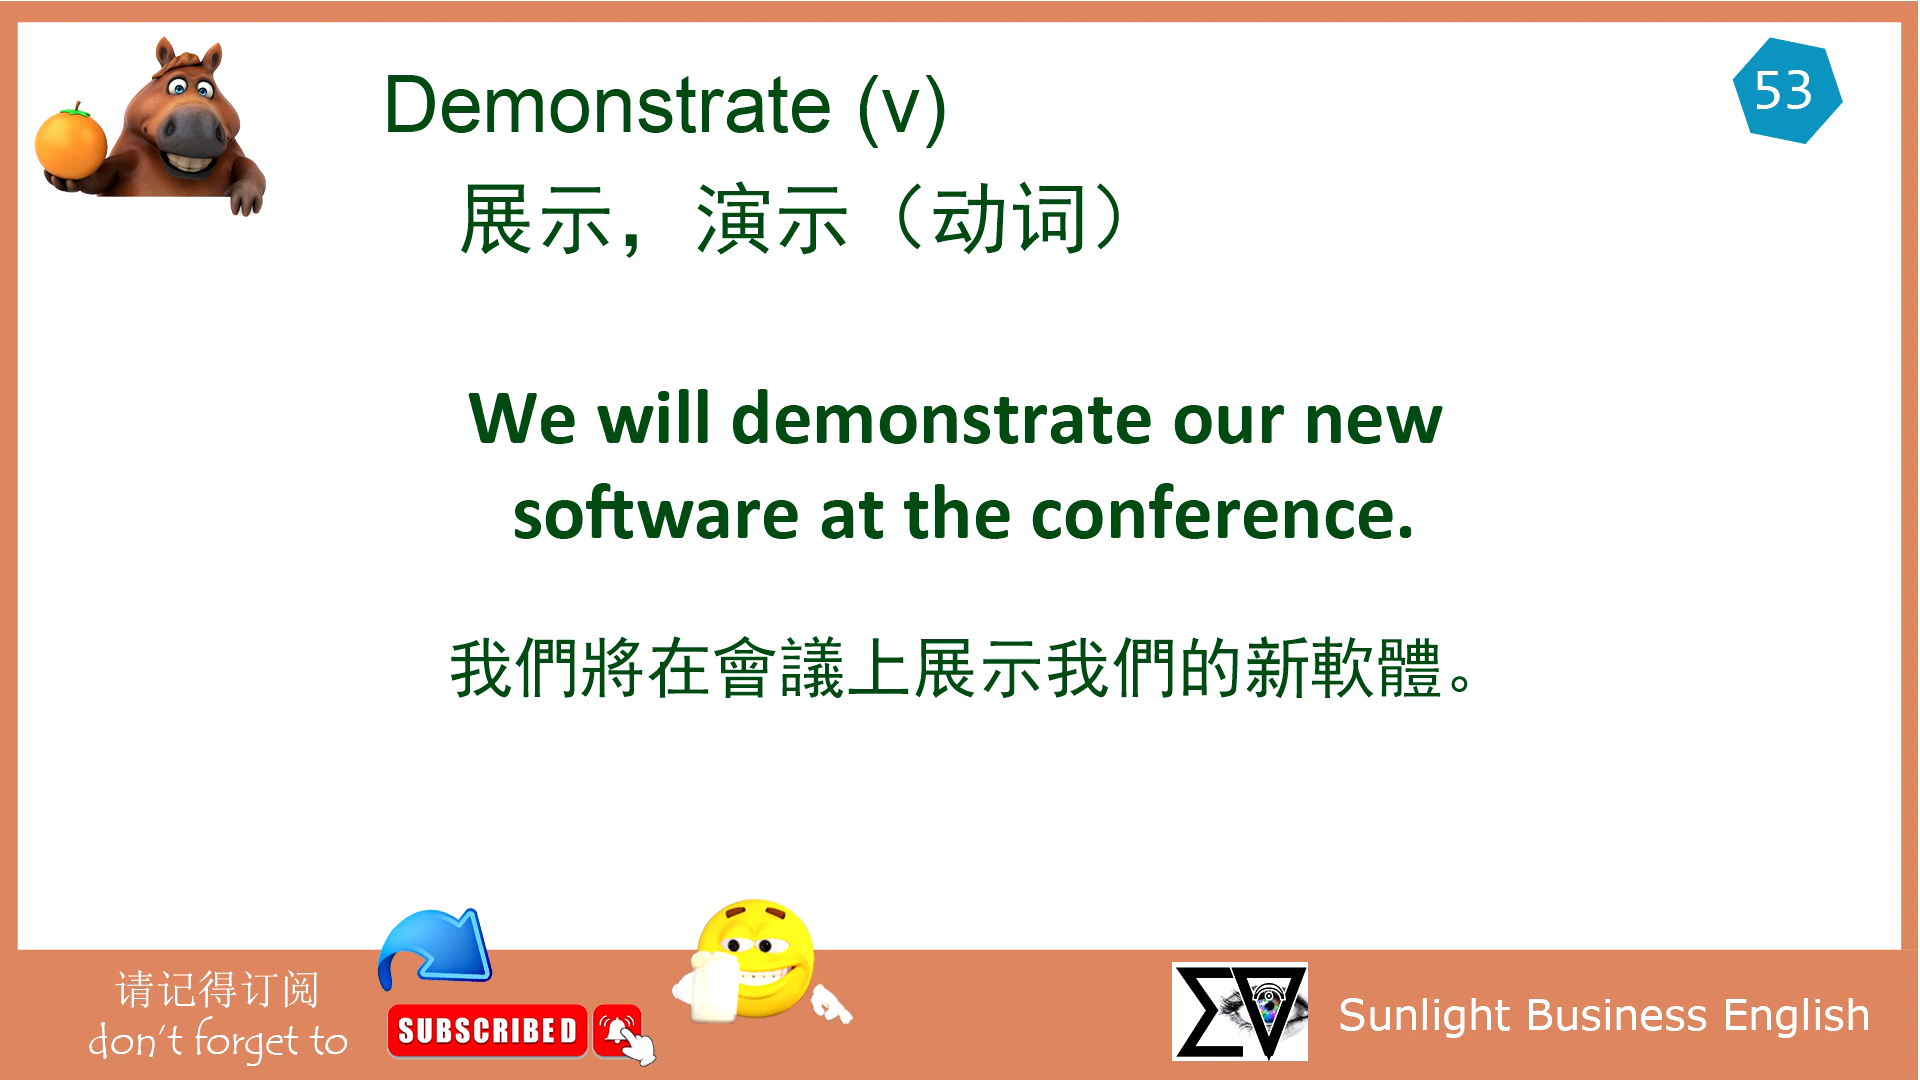 Demonstrate (v)
53
展示，演示（动词）
We will demonstrate our new
software at the conference.
我們將在會議上展示我們的新軟體。
请记得订阅
don't forget to
SUBSCRIBED
Sunlight Business English